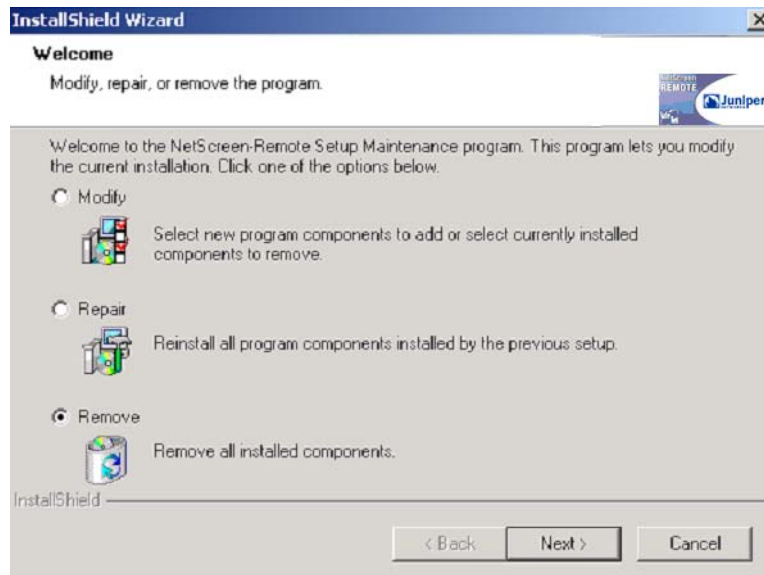 InstallShield Wizard
Welcome
Modify, repair, or remove the program.
NetScreen
REMOTE
Juniper
Welcome to the NetScreen-Remote Setup Maintenance program. This program lets you modify
the current installation. Click one of the options below.
Modify
Select new program components to add or select currently installed
components to remove.
Repair
Reinstall all program components installed by the previous setup.
Remove
Remove all installed components.
InstallShield
< Back
Next >
Cancel